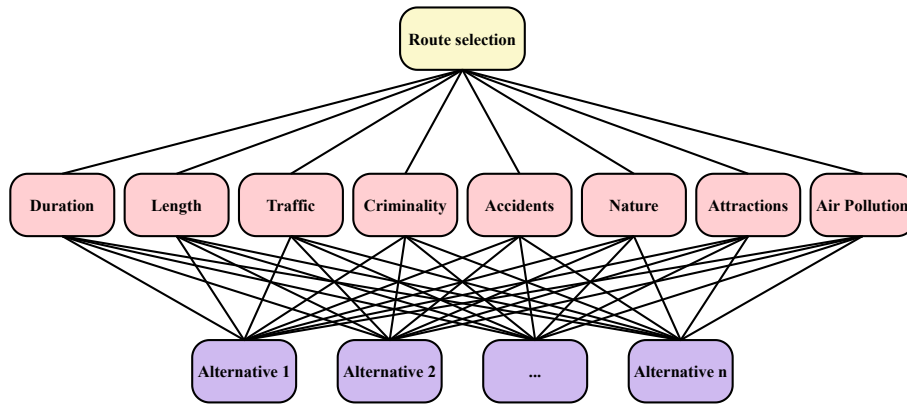 Route selection
Duration
Length
Traffic
Criminality
Accidents
Nature
Attractions
Air Pollution
Alternative 1
Alternative 2
...
Alternative n